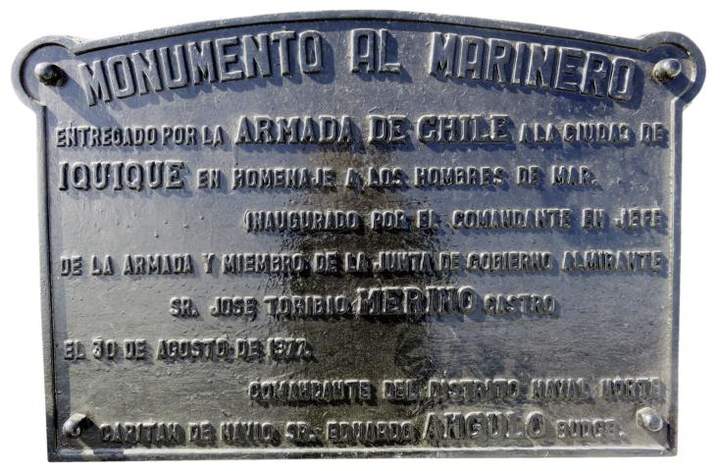 MONUMENTO AL MARINERO
ENTREGADO POR LA ARMADA DE CHILE A LA CIUDAD DE
IQUIQUE EN HOMENAJE A LOS HOMBRES DE MAR.
INAUGURADO POR EL COMANDANTE EN JEFE
DE LA ARMADA Y MIEMBRO DE LA JUNTA DE GOBIERNO ALMIRANTE
SR. JOSE TORIBIO MERINO CASTRO
EL 30 DE AGOSTO DE 1977.
COMANDANTE DEL DISTRITO NAVAL NORTE
CAPITAN DE NAVIO SR. EDUARDO ANGULO BUDGE.